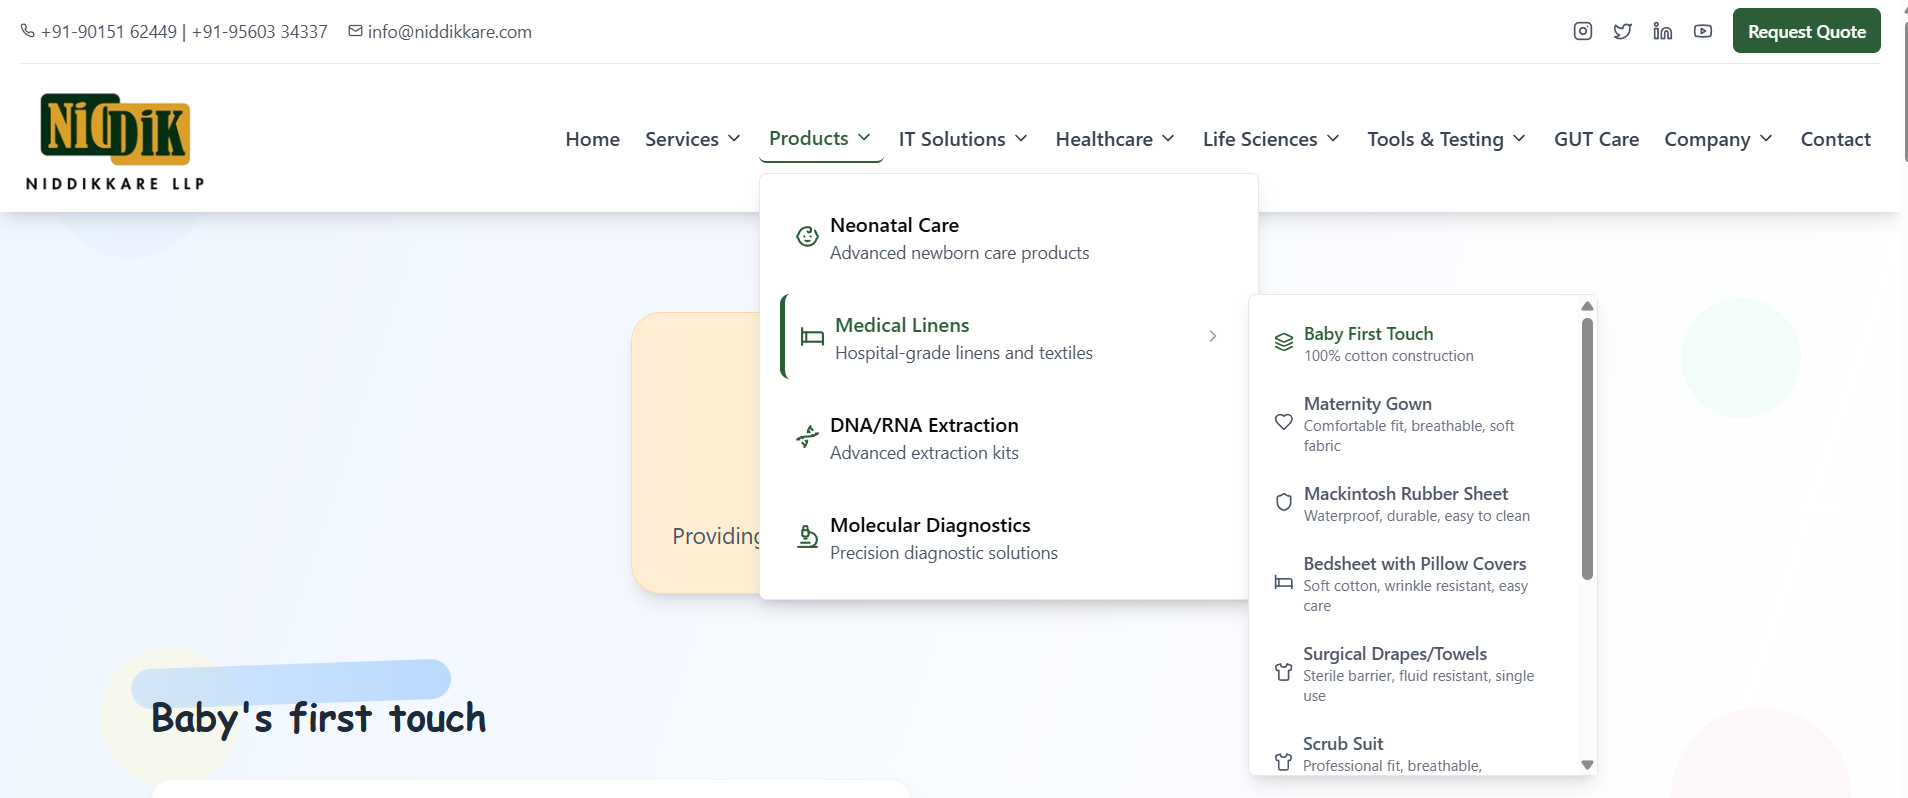 +91-90151 62449 | +91-95603 34337
info@niddikkare.com
Request Quote
NiDDiK
NIDDIKKARE LLP
Home
Services
Products
IT Solutions
Healthcare
Life Sciences
Tools & Testing
GUT Care
Company
Contact
Neonatal Care
Advanced newborn care products
Medical Linens
Hospital-grade linens and textiles
DNA/RNA Extraction
Advanced extraction kits
Molecular Diagnostics
Precision diagnostic solutions
Baby First Touch
100% cotton construction
Maternity Gown
Comfortable fit, breathable, soft
fabric
Mackintosh Rubber Sheet
Waterproof, durable, easy to clean
Bedsheet with Pillow Covers
Soft cotton, wrinkle resistant, easy
care
Surgical Drapes/Towels
Sterile barrier, fluid resistant, single
use
Scrub Suit
Professional fit, breathable,
Providing
Baby's first touch